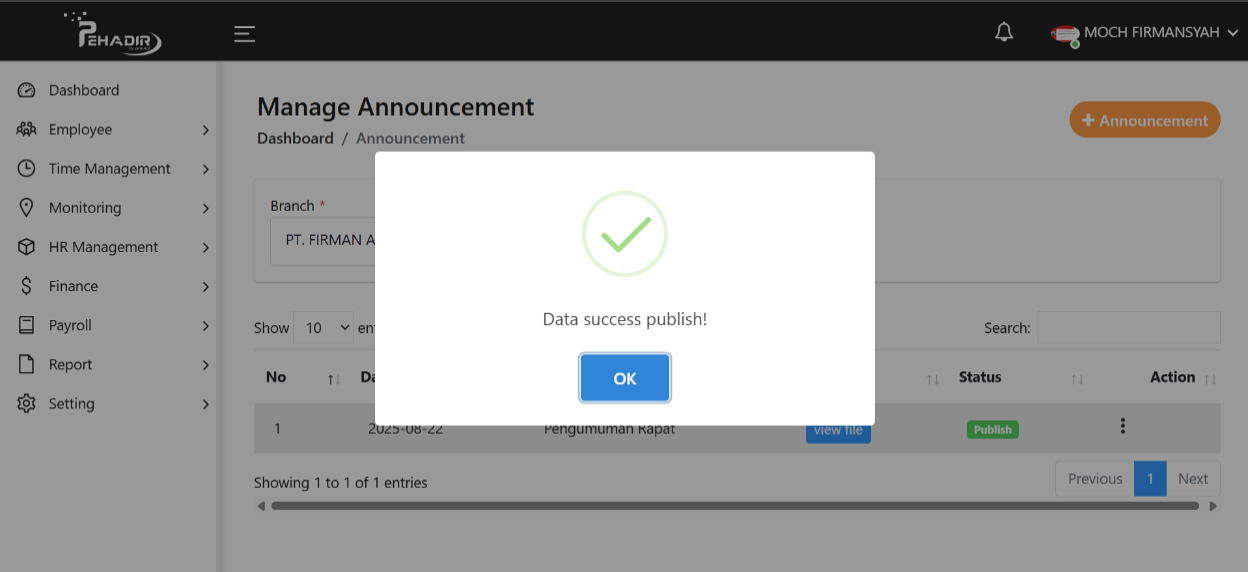 PEHADIR
MOCH FIRMANSYAH
Dashboard
Employee
Time Management
Monitoring
HR Management
Finance
Payroll
Report
Setting
Manage Announcement
Dashboard / Announcement
+ Announcement
Branch *
PT. FIRMAN A
Data success publish!
OK
Show 10 en
Search:
No Da Status Action
1 2025-08-22 Pengumuman Rapat view file Publish
Showing 1 to 1 of 1 entries
Previous 1 Next